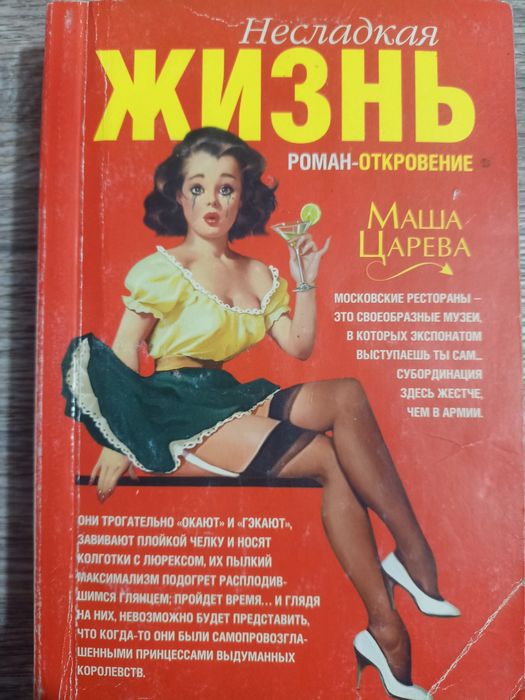 Несладкая
ЖИЗНЬ
РОМАН-ОТКРОВЕНИЕ
МАША
ЦАРЕВА
МОСКОВСКИЕ РЕСТОРАНЫ –
ЭТО СВОЕОБРАЗНЫЕ МУЗЕИ,
В КОТОРЫХ ЭКСПОНАТОМ
ВЫСТУПАЕШЬ ТЫ САМ...
СУБОРДИНАЦИЯ
ЗДЕСЬ ЖЕСТЧЕ,
ЧЕМ В АРМИИ.
ОНИ ТРОГАТЕЛЬНО «ОКАЮТ» И «ГЭКАЮТ»,
ЗАВИВАЮТ ПЛОЙКОЙ ЧЕЛКУ И НОСЯТ
КОЛГОТКИ С ЛЮРЕКСОМ, ИХ ПЫЛКИЙ
МАКСИМАЛИЗМ ПОДОГРЕТ РАСПЛОДИВ-
ШИМСЯ ГЛЯНЦЕМ; ПРОЙДЕТ ВРЕМЯ... И ГЛЯДЯ
НА НИХ, НЕВОЗМОЖНО БУДЕТ ПРЕДСТАВИТЬ,
ЧТО КОГДА-ТО ОНИ БЫЛИ САМОПРОВОЗГЛА-
ШЕННЫМИ ПРИНЦЕССАМИ ВЫДУМАННЫХ
КОРОЛЕВСТВ.